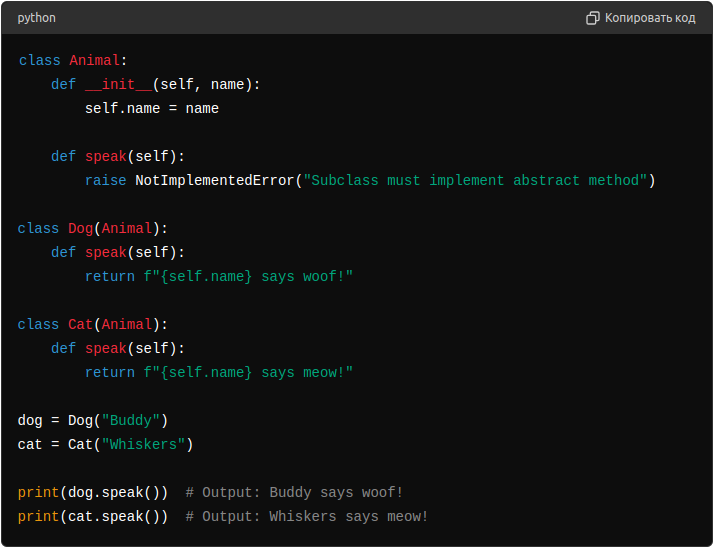 python
Копировать код
class Animal:
    def __init__(self, name):
        self.name = name
    def speak(self):
        raise NotImplementedError("Subclass must implement abstract method")
class Dog(Animal):
    def speak(self):
        return f"{self.name} says woof!"
class Cat(Animal):
    def speak(self):
        return f"{self.name} says meow!"
dog = Dog("Buddy")
cat = Cat("Whiskers")
print(dog.speak())  # Output: Buddy says woof!
print(cat.speak())  # Output: Whiskers says meow!